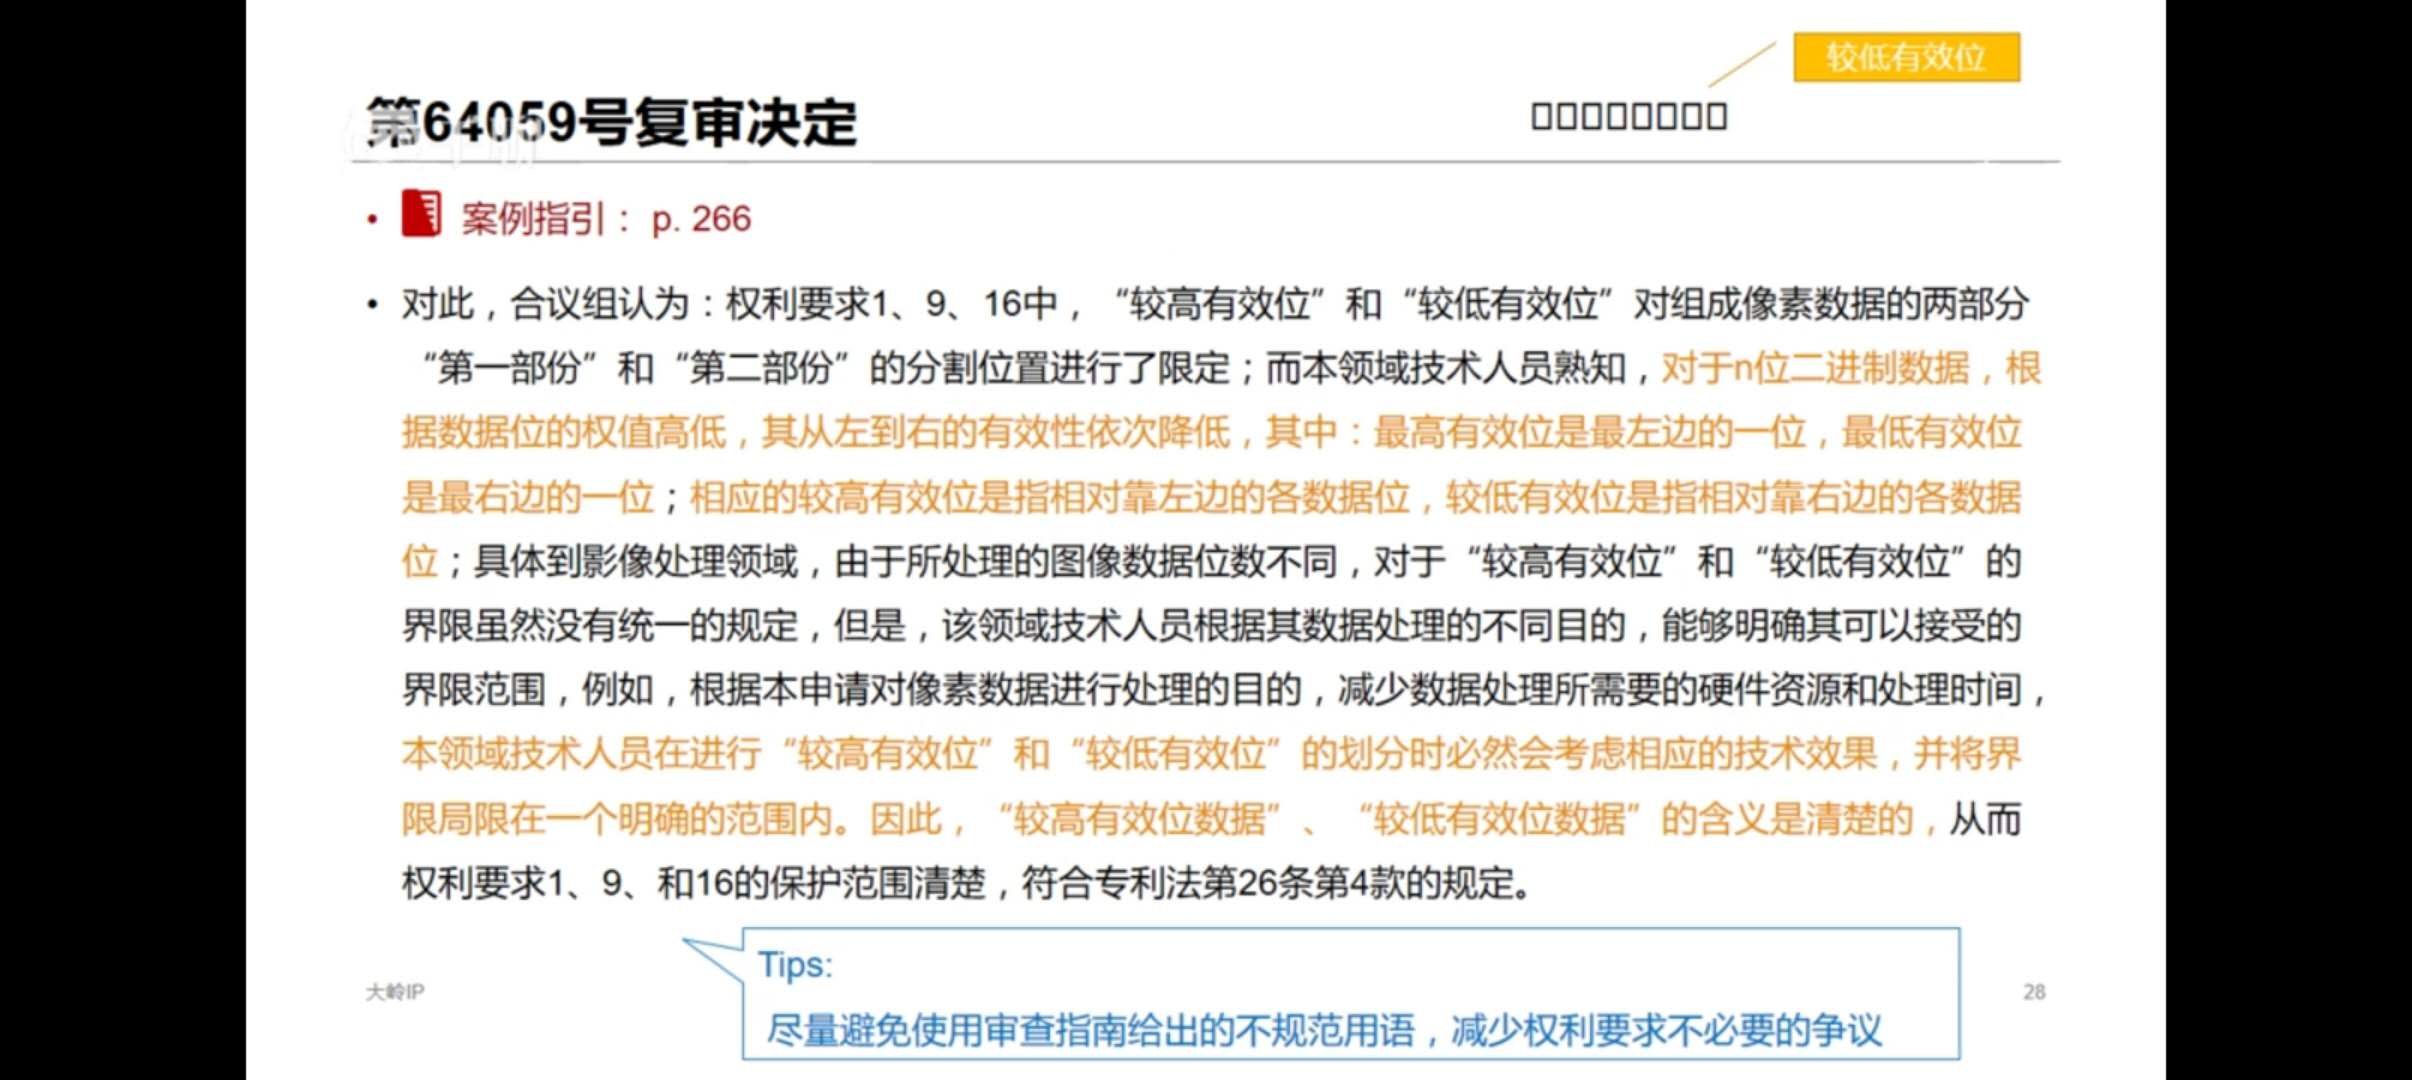 较低有效位
第64059号复审决定
□□□□□□□□
• 案例指引： p. 266
• 对此，合议组认为：权利要求1、9、16中，“较高有效位”和“较低有效位”对组成像素数据的两部分
“第一部份”和“第二部份”的分割位置进行了限定；而本领域技术人员熟知，对于n位二进制数据，根
据数据位的权值高低，其从左到右的有效性依次降低，其中：最高有效位是最左边的一位，最低有效位
是最右边的一位；相应的较高有效位是指相对靠左边的各数据位，较低有效位是指相对靠右边的各数据
位；具体到影像处理领域，由于所处理的图像数据位数不同，对于“较高有效位”和“较低有效位”的
界限虽然没有统一的规定，但是，该领域技术人员根据其数据处理的不同目的，能够明确其可以接受的
界限范围，例如，根据本申请对像素数据进行处理的目的，减少数据处理所需要的硬件资源和处理时间，
本领域技术人员在进行“较高有效位”和“较低有效位”的划分时必然会考虑相应的技术效果，并将界
限局限在一个明确的范围内。因此，“较高有效位数据”、“较低有效位数据”的含义是清楚的，从而
权利要求1、9、和16的保护范围清楚，符合专利法第26条第4款的规定。
Tips:
尽量避免使用审查指南给出的不规范用语，减少权利要求不必要的争议
大岭IP
28